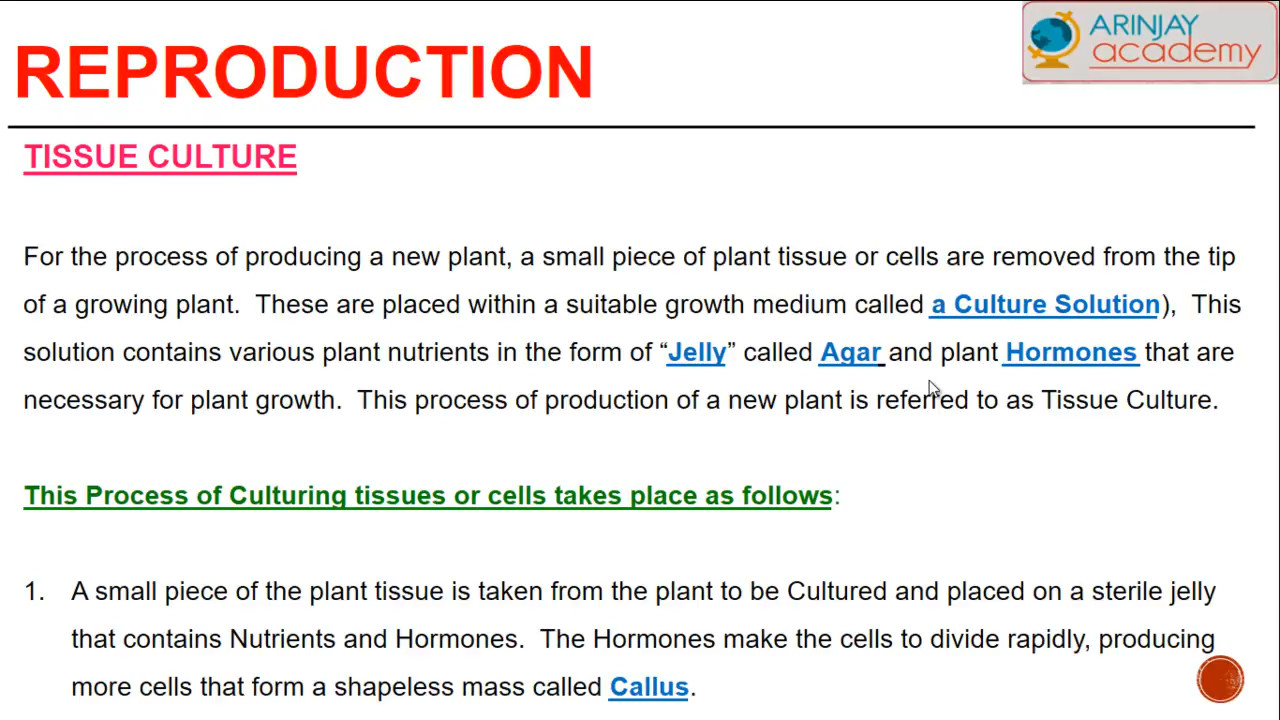 ARINJAY
academy
REPRODUCTION
TISSUE CULTURE
For the process of producing a new plant, a small piece of plant tissue or cells are removed from the tip
of a growing plant. These are placed within a suitable growth medium called a Culture Solution), This
solution contains various plant nutrients in the form of “Jelly” called Agar and plant Hormones that are
necessary for plant growth. This process of production of a new plant is referred to as Tissue Culture.
This Process of Culturing tissues or cells takes place as follows:
1. A small piece of the plant tissue is taken from the plant to be Cultured and placed on a sterile jelly
that contains Nutrients and Hormones. The Hormones make the cells to divide rapidly, producing
more cells that form a shapeless mass called Callus.